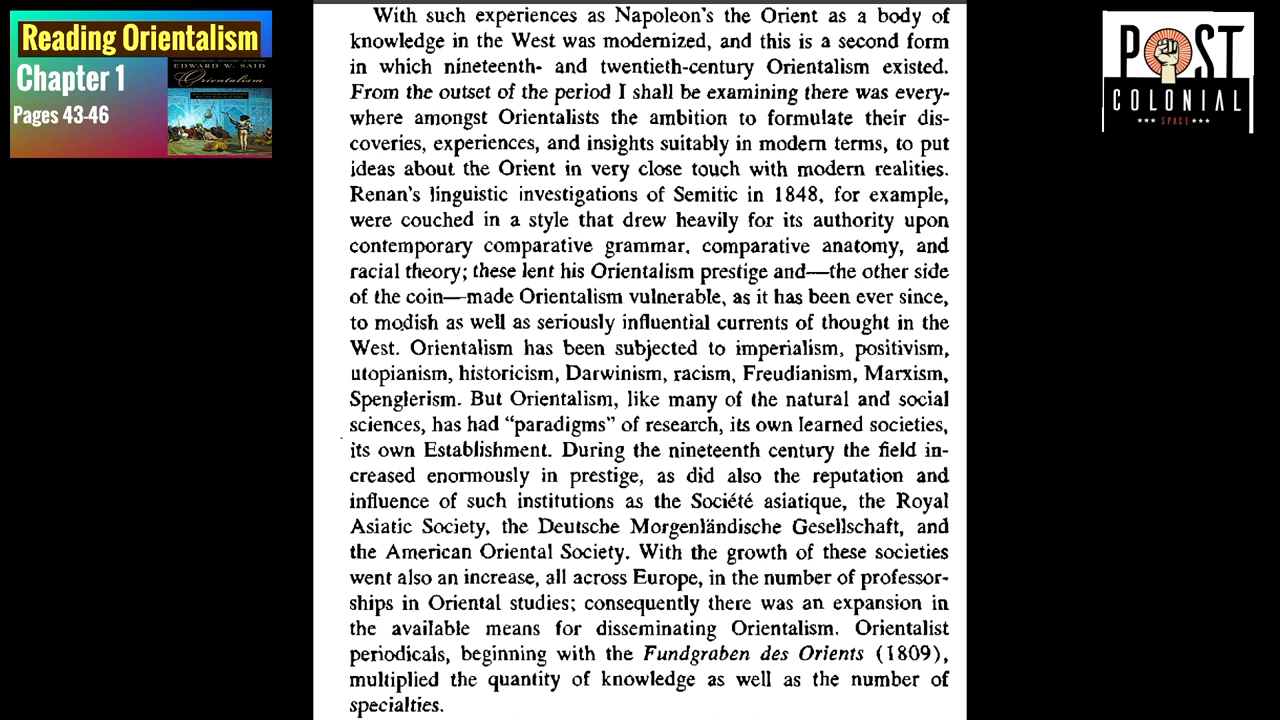 Reading Orientalism
Chapter 1
Pages 43-46
EDWARD W. SAID
Orientalism
With such experiences as Napoleon's the Orient as a body of
knowledge in the West was modernized, and this is a second form
in which nineteenth- and twentieth-century Orientalism existed.
From the outset of the period I shall be examining there was every-
where amongst Orientalists the ambition to formulate their dis-
coveries, experiences, and insights suitably in modern terms, to put
ideas about the Orient in very close touch with modern realities.
Renan's linguistic investigations of Semitic in 1848, for example,
were couched in a style that drew heavily for its authority upon
contemporary comparative grammar, comparative anatomy, and
racial theory; these lent his Orientalism prestige and—the other side
of the coin—made Orientalism vulnerable, as it has been ever since,
to modish as well as seriously influential currents of thought in the
West. Orientalism has been subjected to imperialism, positivism,
utopianism, historicism, Darwinism, racism, Freudianism, Marxism,
Spenglerism. But Orientalism, like many of the natural and social
sciences, has had “paradigms” of research, its own learned societies,
its own Establishment. During the nineteenth century the field in-
creased enormously in prestige, as did also the reputation and
influence of such institutions as the Société asiatique, the Royal
Asiatic Society, the Deutsche Morgenländische Gesellschaft, and
the American Oriental Society. With the growth of these societies
went also an increase, all across Europe, in the number of professor-
ships in Oriental studies; consequently there was an expansion in
the available means for disseminating Orientalism. Orientalist
periodicals, beginning with the Fundgraben des Orients (1809),
multiplied the quantity of knowledge as well as the number of
specialties.
POST
COLONIAL
SPACE